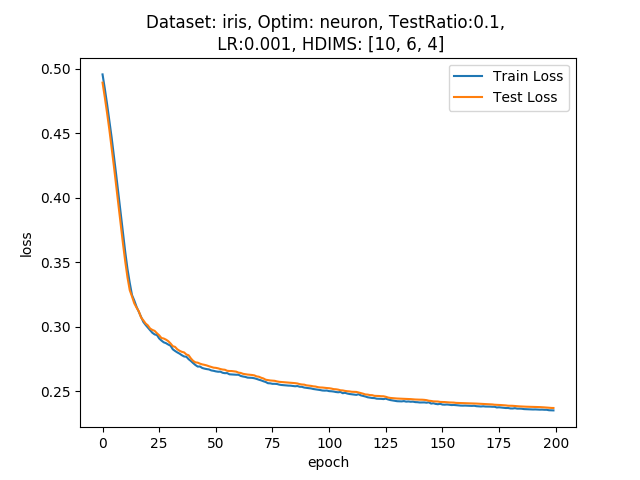 Dataset: iris, Optim: neuron, TestRatio:0.1,
LR:0.001, HDIMS: [10, 6, 4]
Train Loss
Test Loss
0.50
0.45
0.40
0.35
0.30
0.25
loss
0 25 50 75 100 125 150 175 200
epoch